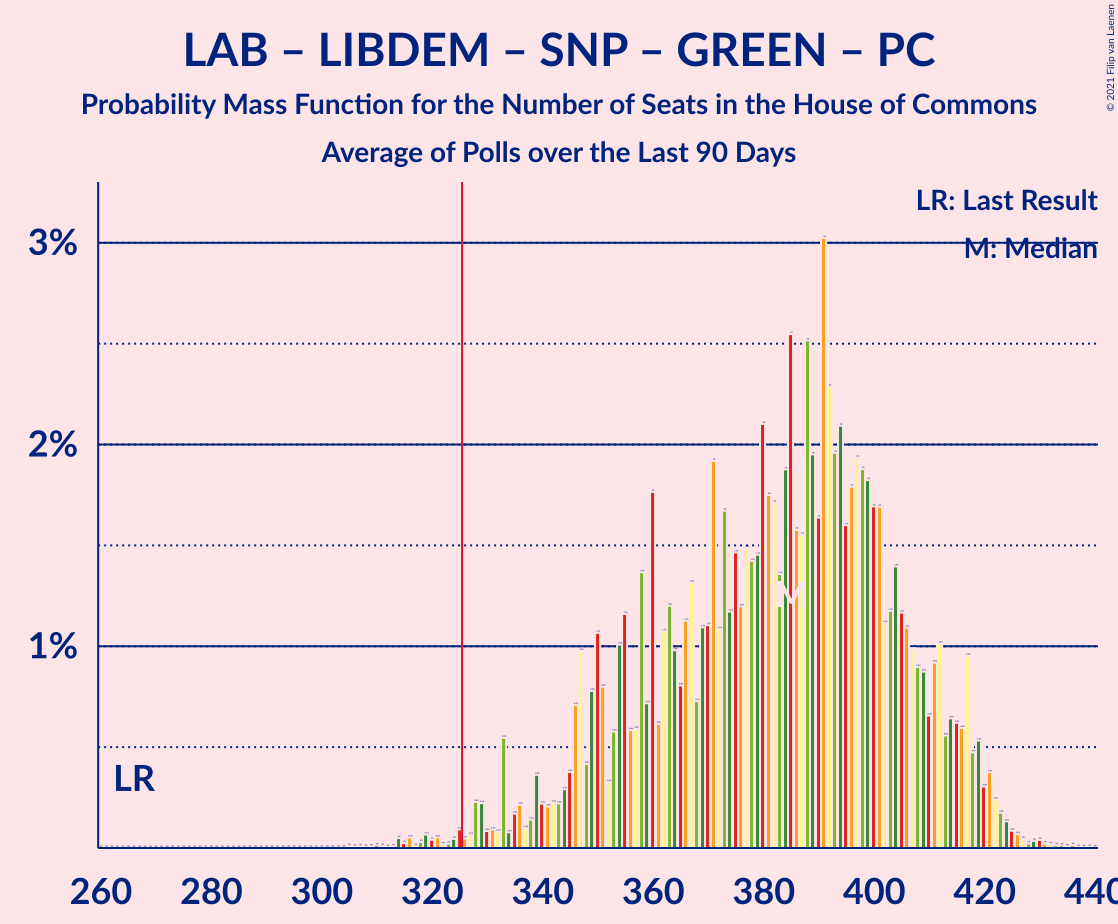 LAB – LIBDEM – SNP – GREEN – PC
Probability Mass Function for the Number of Seats in the House of Commons
Average of Polls over the Last 90 Days
© 2021 Filip van Laenen
LR: Last Result
M: Median
3%
2%
1%
LR
260 280 300 320 340 360 380 400 420 440